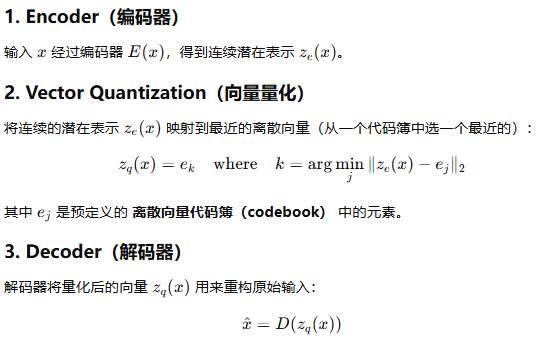 1. Encoder（编码器）
输入 x 经过编码器 E(x)，得到连续潜在表示 z_e(x)。
2. Vector Quantization（向量量化）
将连续的潜在表示 z_e(x) 映射到最近的离散向量（从一个代码簿中选一个最近的）：
z_q(x) = e_k where k = arg min_j ‖z_e(x) − e_j‖_2
其中 e_j 是预定义的 离散向量代码簿（codebook） 中的元素。
3. Decoder（解码器）
解码器将量化后的向量 z_q(x) 用来重构原始输入：
x̂ = D(z_q(x))